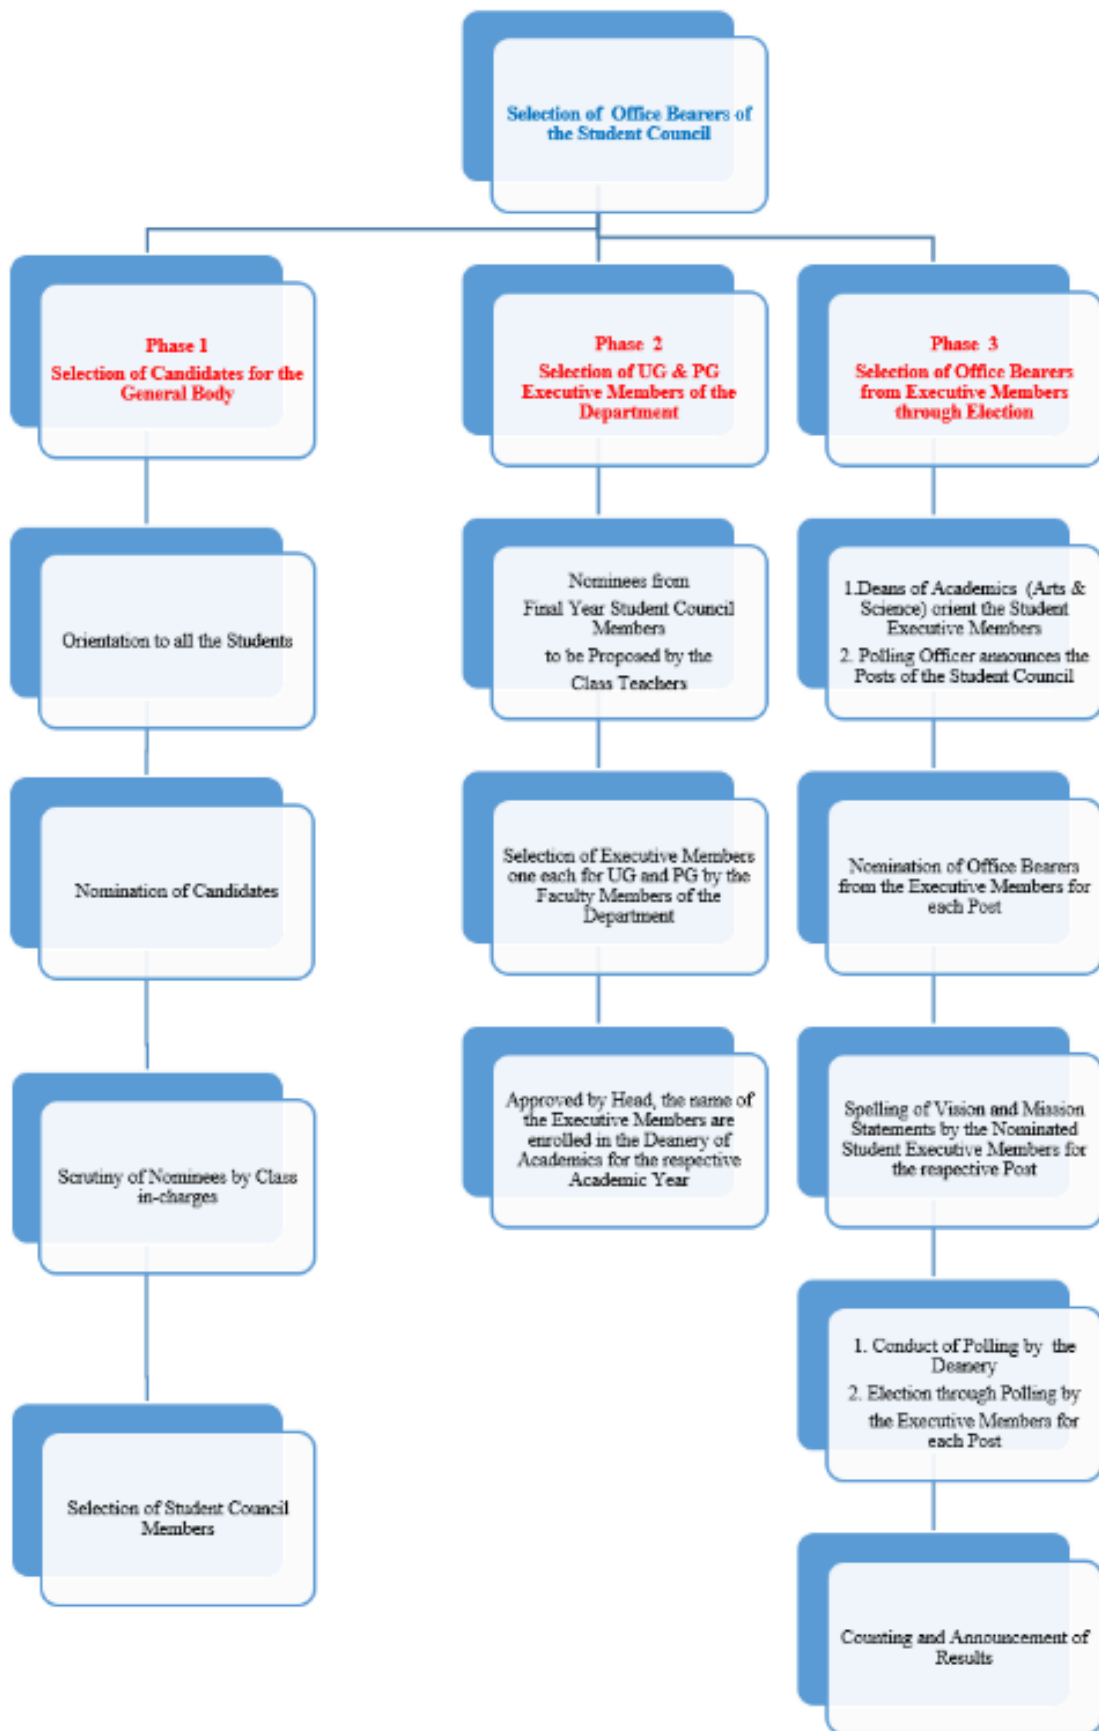 Selection of Office Bearers of
the Student Council
Phase 1
Selection of Candidates for the
General Body
Orientation to all the Students
Nomination of Candidates
Scrutiny of Nominees by Class
in-charges
Selection of Student Council
Members
Phase 2
Selection of UG & PG
Executive Members of the
Department
Nominees from
Final Year Student Council
Members
to be Proposed by the
Class Teachers
Selection of Executive Members
one each for UG and PG by the
Faculty Members of the
Department
Approved by Head, the name of
the Executive Members are
enrolled in the Deanery of
Academics for the respective
Academic Year
Phase 3
Selection of Office Bearers
from Executive Members
through Election
1.Deans of Academics (Arts &
Science) orient the Student
Executive Members
2. Polling Officer announces the
Posts of the Student Council
Nomination of Office Bearers
from the Executive Members for
each Post
Spelling of Vision and Mission
Statements by the Nominated
Student Executive Members for
the respective Post
1. Conduct of Polling by the
Deanery
2. Election through Polling by
the Executive Members for
each Post
Counting and Announcement of
Results